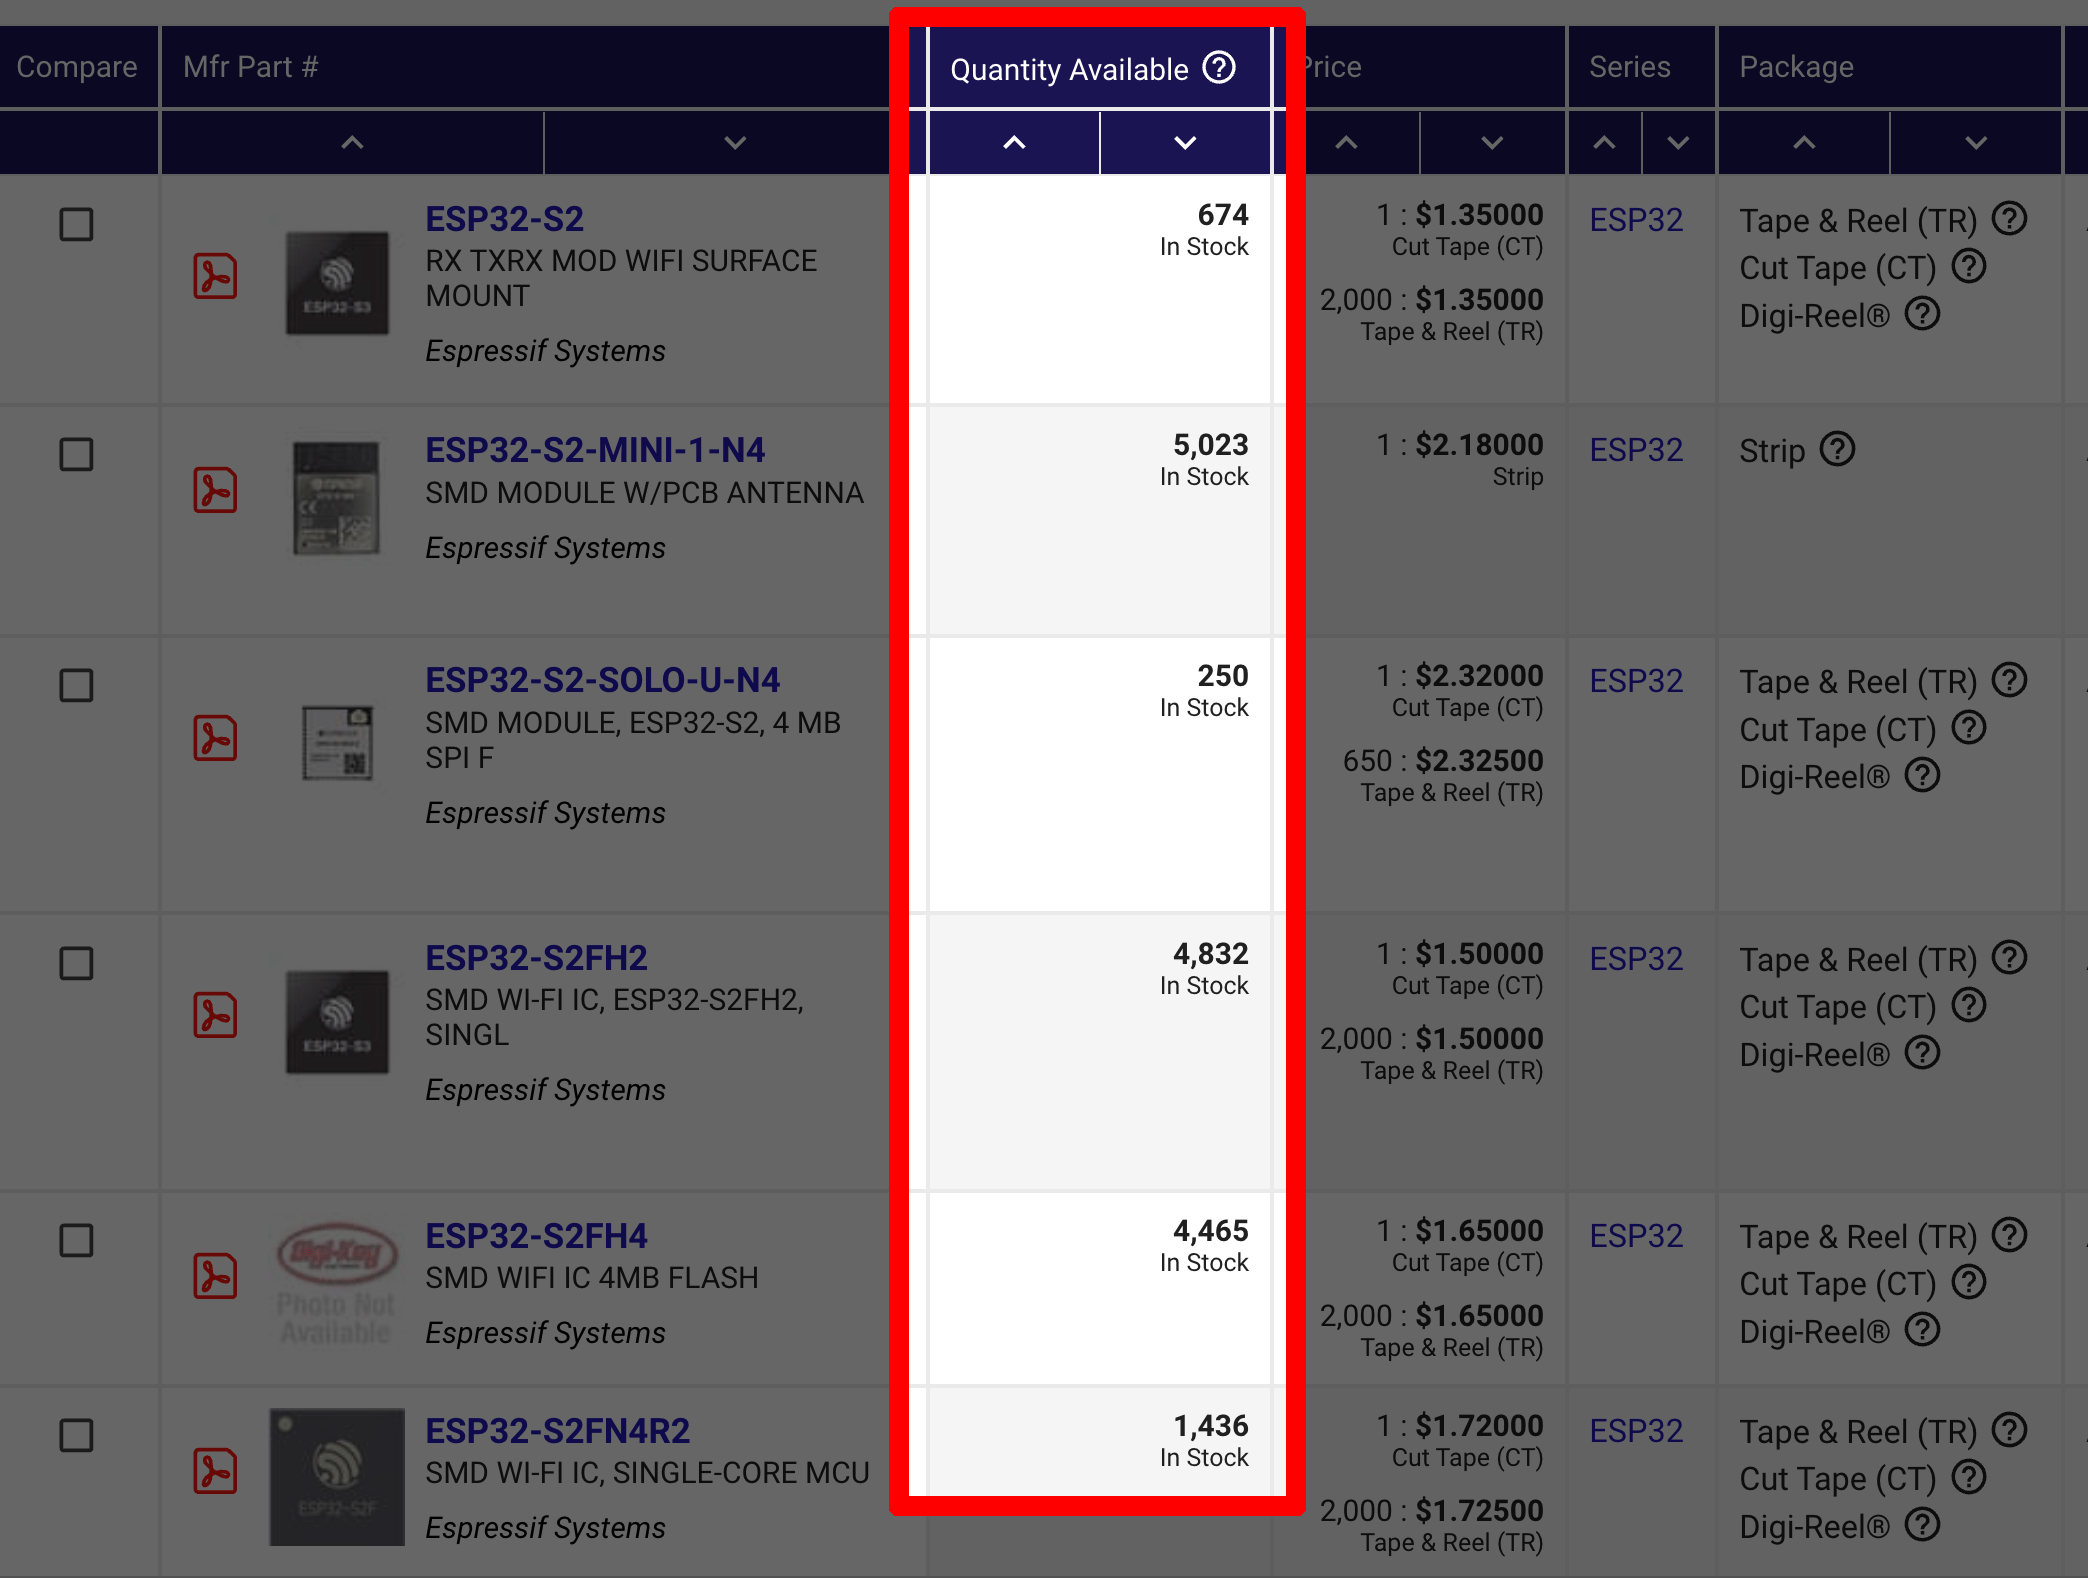 Compare
Mfr Part #
Quantity Available
Price
Series
Package
ESP32-S2
RX TXRX MOD WIFI SURFACE
MOUNT
Espressif Systems
ESP32-S3
674
In Stock
1 : $1.35000
Cut Tape (CT)
2,000 : $1.35000
Tape & Reel (TR)
ESP32
Tape & Reel (TR)
Cut Tape (CT)
Digi-Reel®
ESP32-S2-MINI-1-N4
SMD MODULE W/PCB ANTENNA
Espressif Systems
5,023
In Stock
1 : $2.18000
Strip
ESP32
Strip
ESP32-S2-SOLO-U-N4
SMD MODULE, ESP32-S2, 4 MB
SPI F
Espressif Systems
250
In Stock
1 : $2.32000
Cut Tape (CT)
650 : $2.32500
Tape & Reel (TR)
ESP32
Tape & Reel (TR)
Cut Tape (CT)
Digi-Reel®
ESP32-S2FH2
SMD WI-FI IC, ESP32-S2FH2,
SINGL
Espressif Systems
ESP32-S3
4,832
In Stock
1 : $1.50000
Cut Tape (CT)
2,000 : $1.50000
Tape & Reel (TR)
ESP32
Tape & Reel (TR)
Cut Tape (CT)
Digi-Reel®
Digi-Key
Photo Not
Available
ESP32-S2FH4
SMD WIFI IC 4MB FLASH
Espressif Systems
4,465
In Stock
1 : $1.65000
Cut Tape (CT)
2,000 : $1.65000
Tape & Reel (TR)
ESP32
Tape & Reel (TR)
Cut Tape (CT)
Digi-Reel®
ESP32-S2F
ESP32-S2FN4R2
SMD WI-FI IC, SINGLE-CORE MCU
Espressif Systems
1,436
In Stock
1 : $1.72000
Cut Tape (CT)
2,000 : $1.72500
Tape & Reel (TR)
ESP32
Tape & Reel (TR)
Cut Tape (CT)
Digi-Reel®